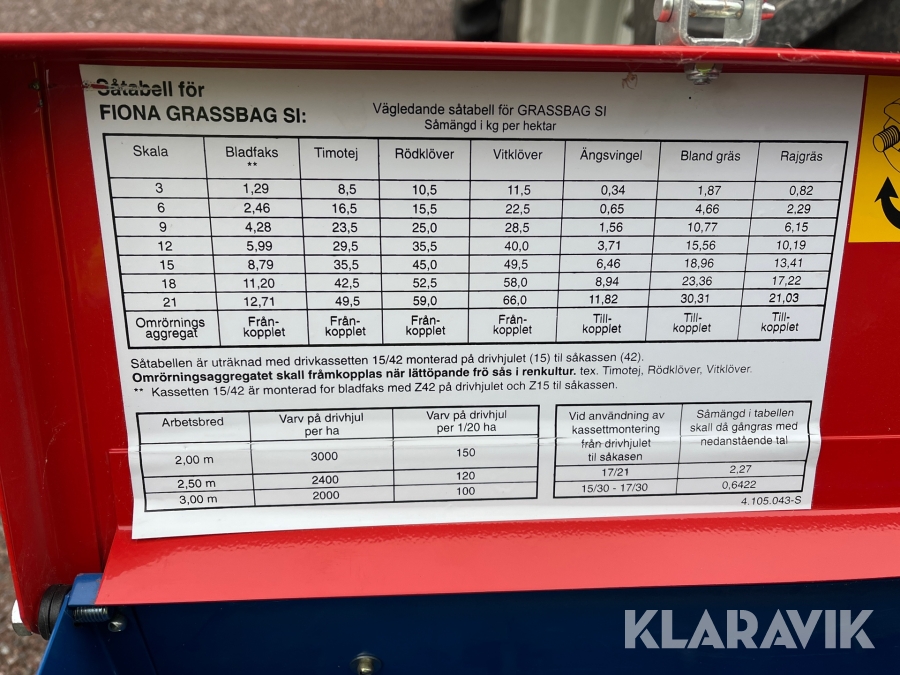 KLARAVIK
Såtabell för
FIONA GRASSBAG SI:
Vägledande såtabell för GRASSBAG SI
Såmängd i kg per hektar
Skala Bladfaks ** Timotej Rödklöver Vitklöver Ängsvingel Bland gräs Rajgräs
3 1,29 8,5 10,5 11,5 0,34 1,87 0,82
6 2,46 16,5 15,5 22,5 0,65 4,66 2,29
9 4,28 23,5 25,0 28,5 1,56 10,77 6,15
12 5,99 29,5 35,5 40,0 3,71 15,56 10,19
15 8,79 35,5 45,0 49,5 6,46 18,96 13,41
18 11,20 42,5 52,5 58,0 8,94 23,36 17,22
21 12,71 49,5 59,0 66,0 11,82 30,31 21,03
Omrörnings Från- Från- Från- Från- Till- Till- Till-
aggregat kopplet kopplet kopplet kopplet kopplet kopplet kopplet
Såtabellen är uträknad med drivkassetten 15/42 monterad på drivhjulet (15) til såkassen (42).
Omrörningsaggregatet skall fråmkopplas när lättöpande frö sås i renkultur. tex. Timotej, Rödklöver, Vitklöver.
** Kassetten 15/42 är monterad for bladfaks med Z42 på drivhjulet och Z15 til såkassen.
Arbetsbred Varv på drivhjul per ha Varv på drivhjul per 1/20 ha
2,00 m 3000 150
2,50 m 2400 120
3,00 m 2000 100
Vid användning av Såmängd i tabellen
kassettmontering skall då gångras med
från drivhjulet nedanstående tal
til såkasen
17/21 2,27
15/30 - 17/30 0,6422
4.105.043-S